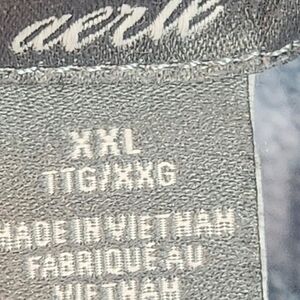 aerie
XXL
TTG/XXG
MADE IN VIETNAM
FABRIQUÉ AU
VIETNAM